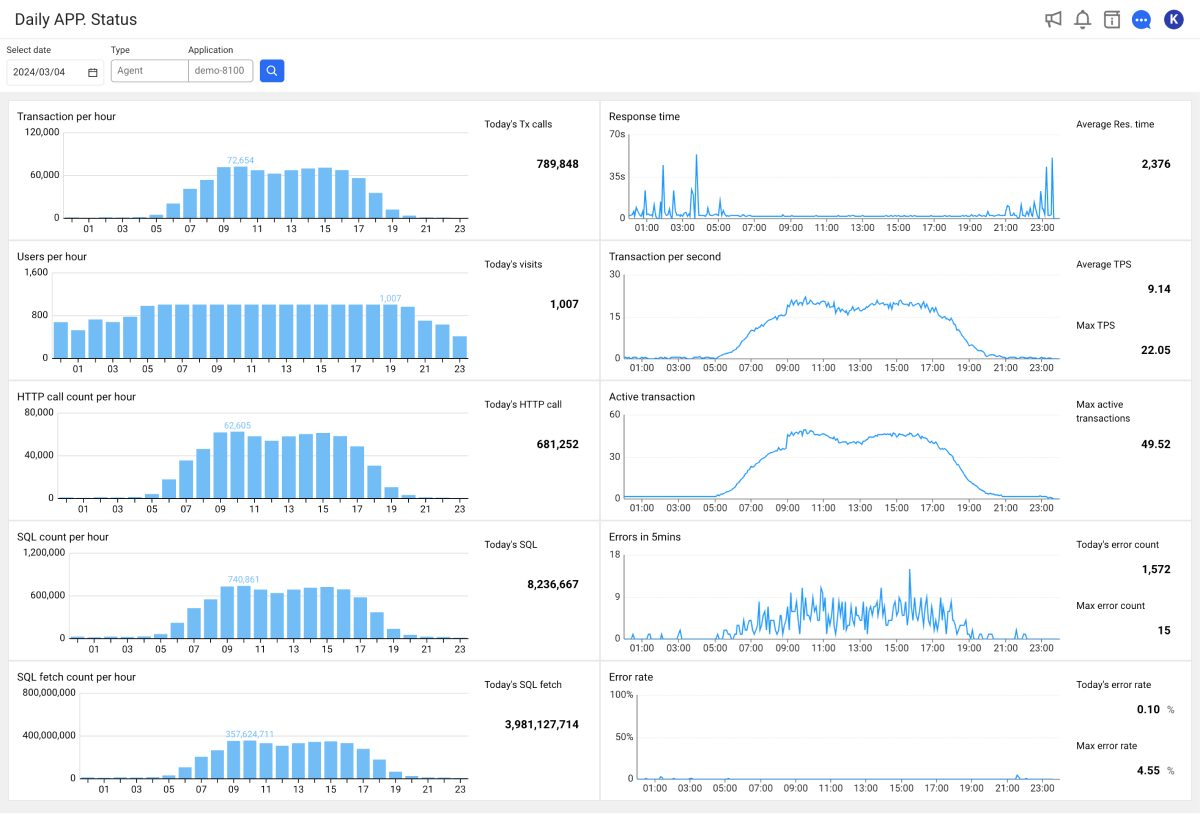 Daily APP. Status
K
Select date
Type
Application
2024/03/04
Agent
demo-8100
Transaction per hour
120,000
60,000
0
72,654
01 03 05 07 09 11 13 15 17 19 21 23
Today's Tx calls
789,848
Response time
70s
35s
0
01:00 03:00 05:00 07:00 09:00 11:00 13:00 15:00 17:00 19:00 21:00 23:00
Average Res. time
2,376
Users per hour
1,600
800
0
1,007
01 03 05 07 09 11 13 15 17 19 21 23
Today's visits
1,007
Transaction per second
30
15
0
01:00 03:00 05:00 07:00 09:00 11:00 13:00 15:00 17:00 19:00 21:00 23:00
Average TPS
9.14
Max TPS
22.05
HTTP call count per hour
80,000
40,000
0
62,605
01 03 05 07 09 11 13 15 17 19 21 23
Today's HTTP call
681,252
Active transaction
60
30
0
01:00 03:00 05:00 07:00 09:00 11:00 13:00 15:00 17:00 19:00 21:00 23:00
Max active
transactions
49.52
SQL count per hour
1,200,000
600,000
0
740,861
01 03 05 07 09 11 13 15 17 19 21 23
Today's SQL
8,236,667
Errors in 5mins
18
9
0
01:00 03:00 05:00 07:00 09:00 11:00 13:00 15:00 17:00 19:00 21:00 23:00
Today's error count
1,572
Max error count
15
SQL fetch count per hour
800,000,000
400,000,000
0
357,624,711
01 03 05 07 09 11 13 15 17 19 21 23
Today's SQL fetch
3,981,127,714
Error rate
100%
50%
0
01:00 03:00 05:00 07:00 09:00 11:00 13:00 15:00 17:00 19:00 21:00 23:00
Today's error rate
0.10 %
Max error rate
4.55 %